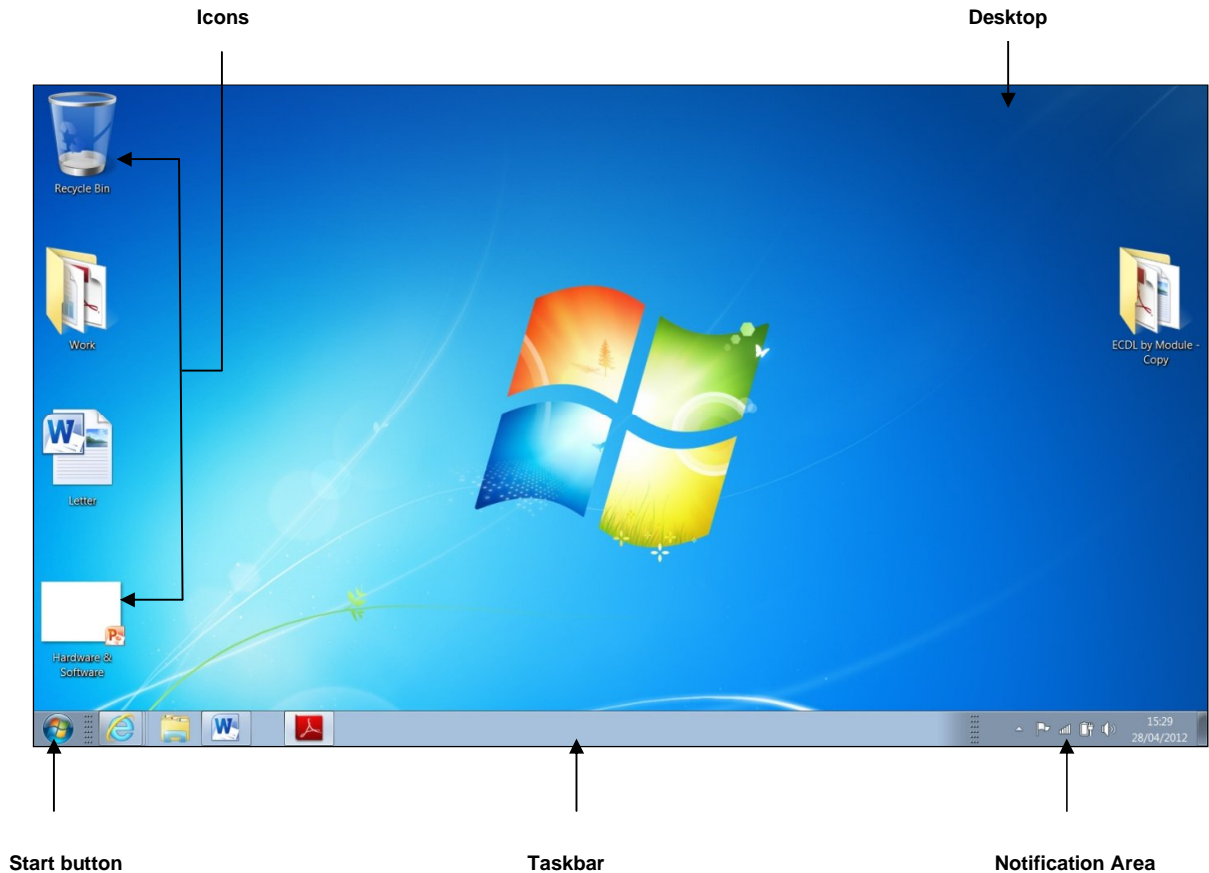 Icons
Desktop
Recycle Bin
Work
ECDL by Module -
Copy
W
Letter
P
Hardware &
Software
W
15:29
28/04/2012
Start button
Taskbar
Notification Area